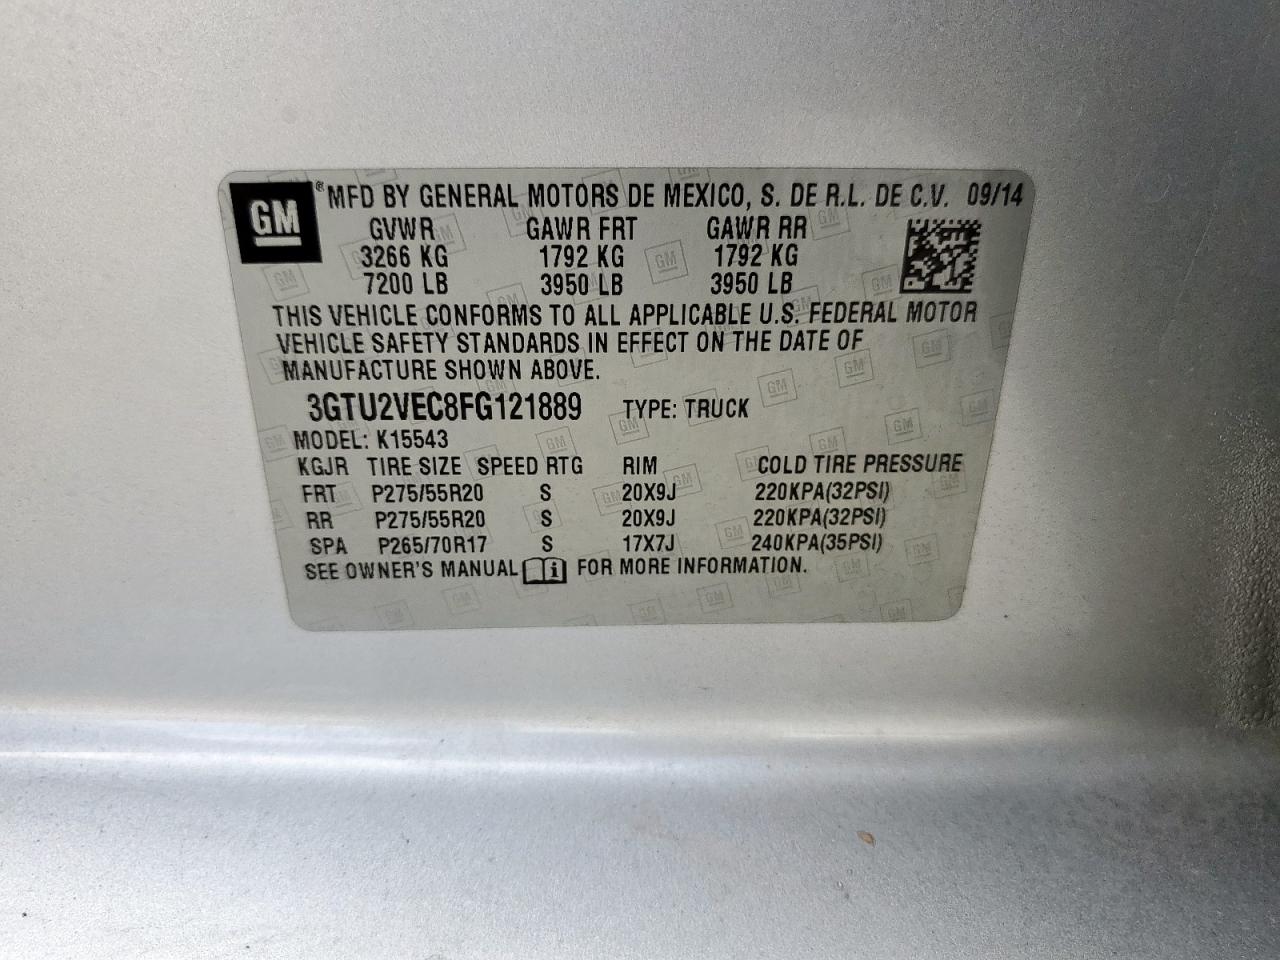 GM ® MFD BY GENERAL MOTORS DE MEXICO, S. DE R.L. DE C.V. 09/14
GVWR GAWR FRT GAWR RR
3266 KG 1792 KG 1792 KG
7200 LB 3950 LB 3950 LB
THIS VEHICLE CONFORMS TO ALL APPLICABLE U.S. FEDERAL MOTOR
VEHICLE SAFETY STANDARDS IN EFFECT ON THE DATE OF
MANUFACTURE SHOWN ABOVE.
3GTU2VEC8FG121889 TYPE: TRUCK
MODEL: K15543
KGJR TIRE SIZE SPEED RTG RIM COLD TIRE PRESSURE
FRT P275/55R20 S 20X9J 220KPA(32PSI)
RR P275/55R20 S 20X9J 220KPA(32PSI)
SPA P265/70R17 S 17X7J 240KPA(35PSI)
SEE OWNER'S MANUAL i FOR MORE INFORMATION.